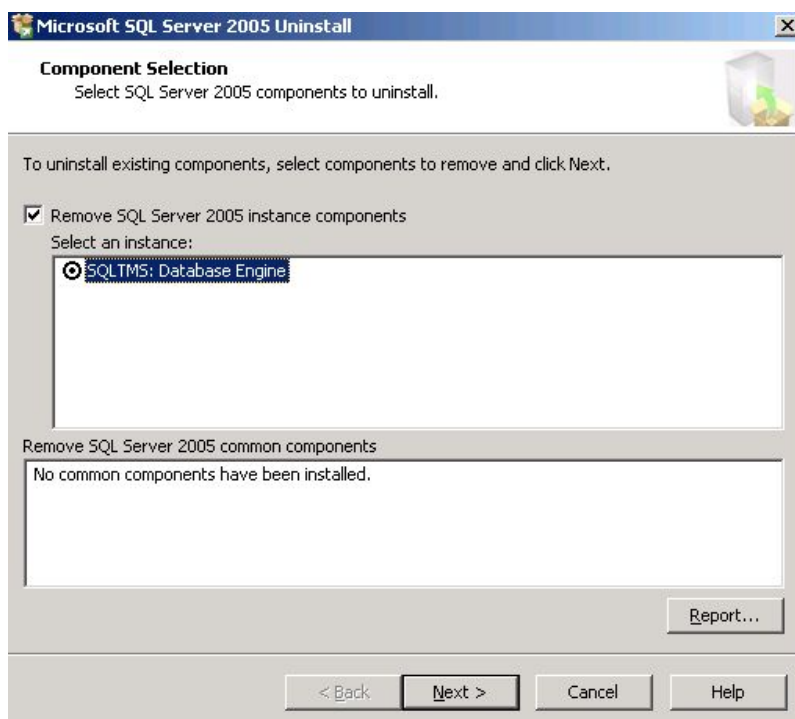 Microsoft SQL Server 2005 Uninstall
Component Selection
Select SQL Server 2005 components to uninstall.
To uninstall existing components, select components to remove and click Next.
Remove SQL Server 2005 instance components
Select an instance:
SQLTMS: Database Engine
Remove SQL Server 2005 common components
No common components have been installed.
Report...
< Back
Next >
Cancel
Help